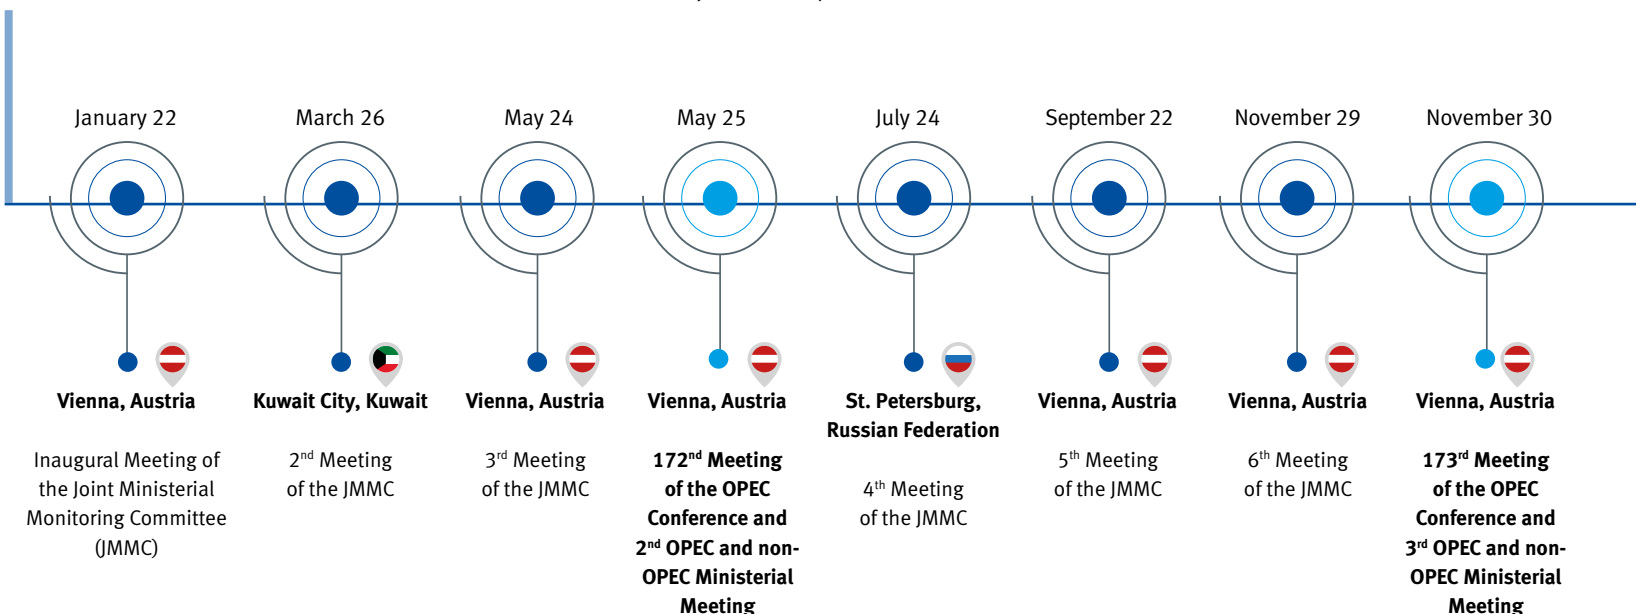 January 22
Vienna, Austria
Inaugural Meeting of
the Joint Ministerial
Monitoring Committee
(JMMC)
March 26
Kuwait City, Kuwait
2nd Meeting
of the JMMC
May 24
Vienna, Austria
3rd Meeting
of the JMMC
May 25
Vienna, Austria
172nd Meeting
of the OPEC
Conference and
2nd OPEC and non-
OPEC Ministerial
Meeting
July 24
St. Petersburg,
Russian Federation
4th Meeting
of the JMMC
September 22
Vienna, Austria
5th Meeting
of the JMMC
November 29
Vienna, Austria
6th Meeting
of the JMMC
November 30
Vienna, Austria
173rd Meeting
of the OPEC
Conference and
3rd OPEC and non-
OPEC Ministerial
Meeting